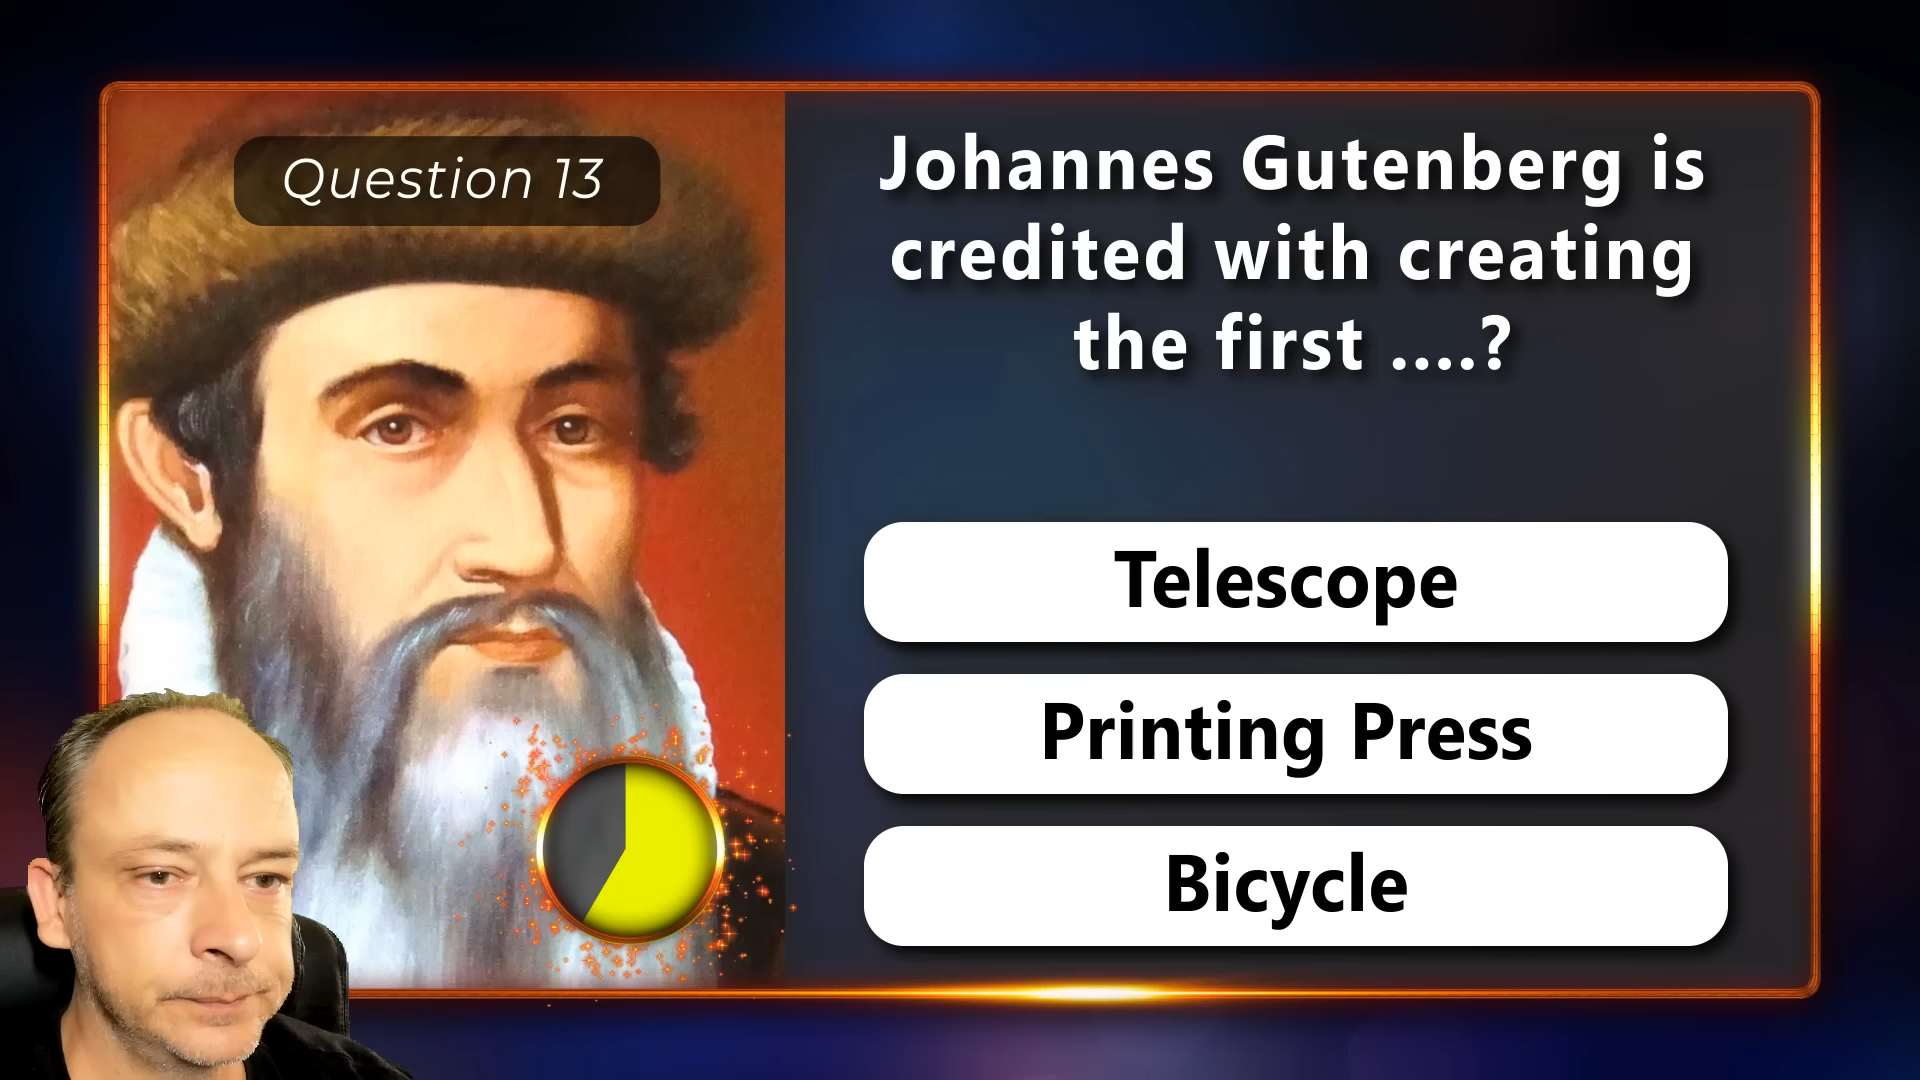 Question 13
Johannes Gutenberg is
credited with creating
the first ....?
Telescope
Printing Press
Bicycle